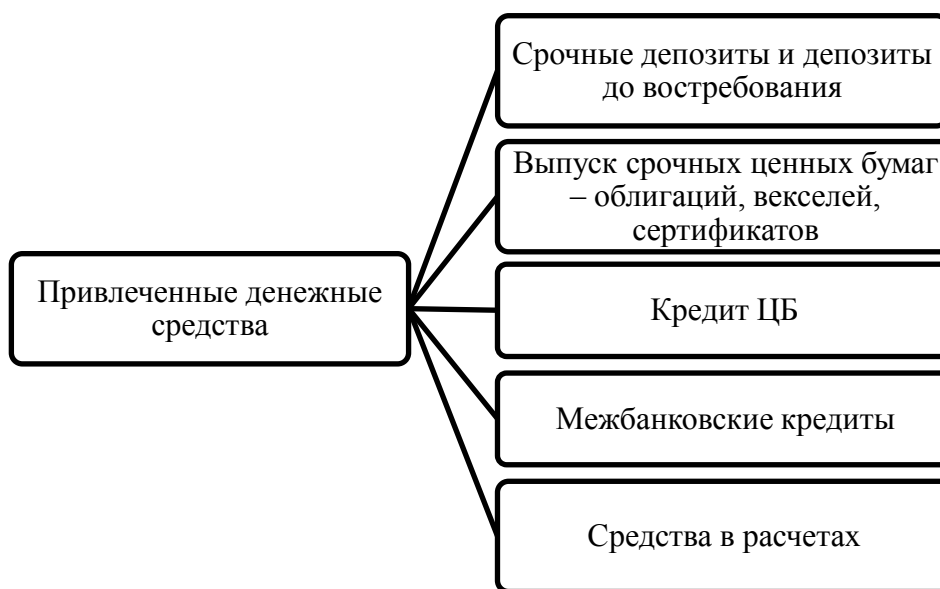 Срочные депозиты и депозиты
до востребования
Выпуск срочных ценных бумаг
– облигаций, векселей,
сертификатов
Привлеченные денежные
средства
Кредит ЦБ
Межбанковские кредиты
Средства в расчетах